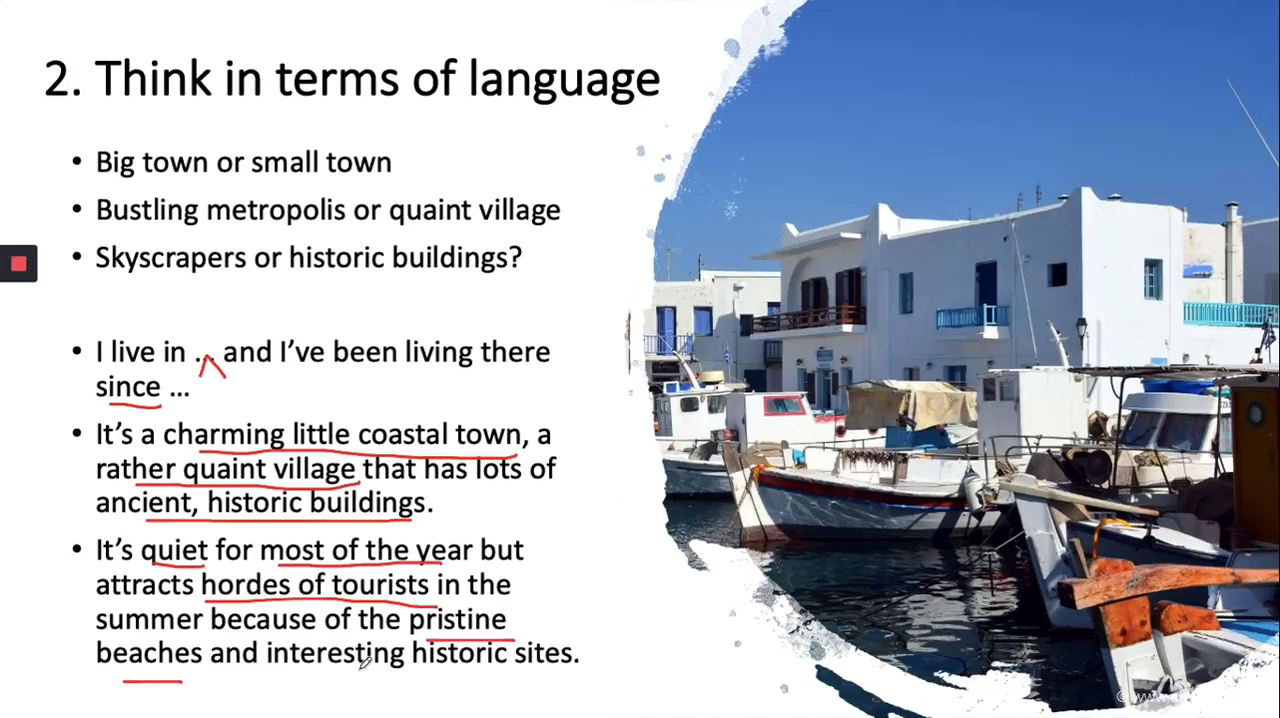 2. Think in terms of language
• Big town or small town
• Bustling metropolis or quaint village
• Skyscrapers or historic buildings?
• I live in … and I’ve been living there
since …
• It’s a charming little coastal town, a
rather quaint village that has lots of
ancient, historic buildings.
• It’s quiet for most of the year but
attracts hordes of tourists in the
summer because of the pristine
beaches and interesting historic sites.